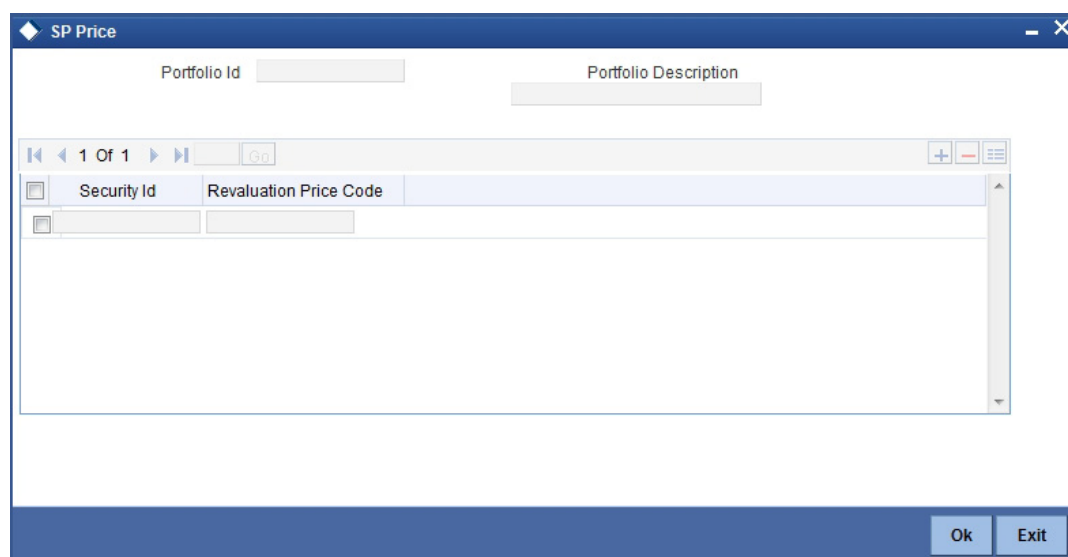 SP Price
Portfolio Id
Portfolio Description
1 Of 1 Go
Security Id Revaluation Price Code
Ok Exit